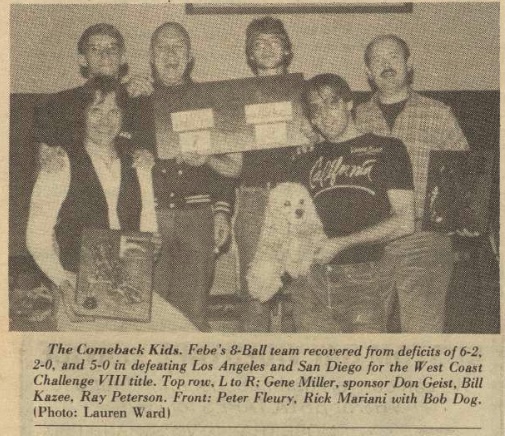 California
The Comeback Kids. Febe's 8-Ball team recovered from deficits of 6-2,
2-0, and 5-0 in defeating Los Angeles and San Diego for the West Coast
Challenge VIII title. Top row, L to R; Gene Miller, sponsor Don Geist, Bill
Kazee, Ray Peterson. Front: Peter Fleury, Rick Mariani with Bob Dog.
(Photo: Lauren Ward)